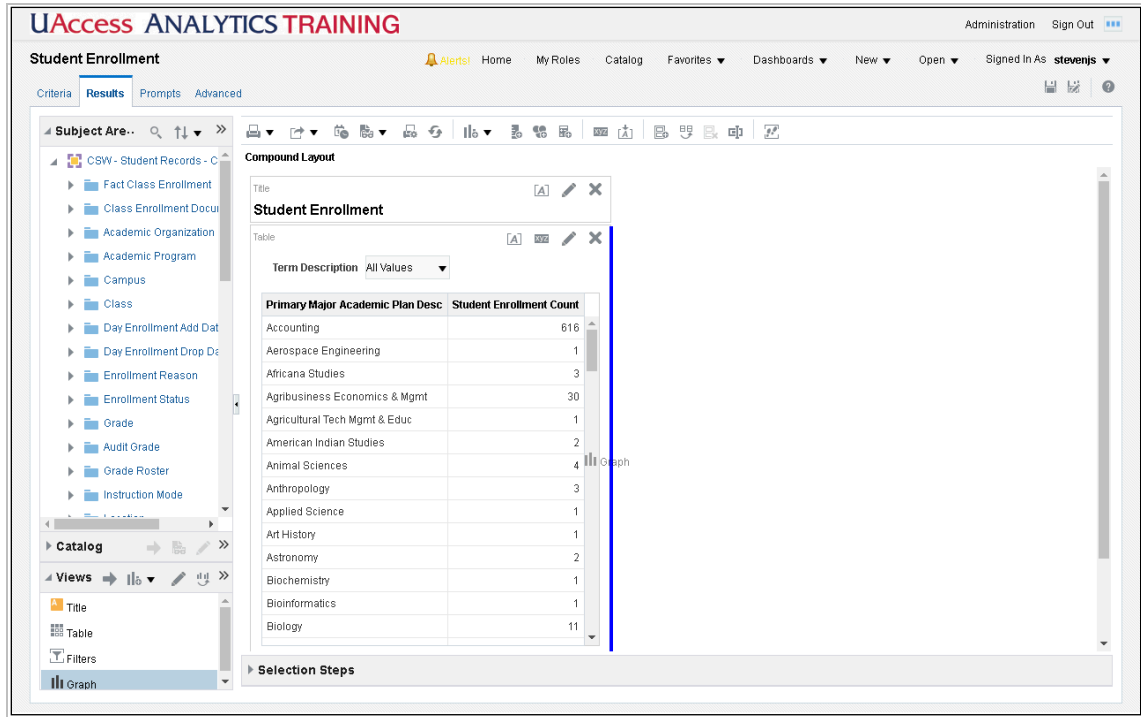 UACCESS ANALYTICS TRAINING
Administration Sign Out
Student Enrollment
Alerts! Home My Roles Catalog Favorites Dashboards New Open Signed In As stevenjs
Criteria Results Prompts Advanced
Subject Are..
CSW - Student Records - C
Fact Class Enrollment
Class Enrollment Docu
Academic Organization
Academic Program
Campus
Class
Day Enrollment Add Dat
Day Enrollment Drop Da
Enrollment Reason
Enrollment Status
Grade
Audit Grade
Grade Roster
Instruction Mode
Catalog
Views
Title
Table
Filters
Graph
Compound Layout
Title
Student Enrollment
Table
Term Description All Values
Primary Major Academic Plan Desc Student Enrollment Count
Accounting 616
Aerospace Engineering 1
Africana Studies 3
Agribusiness Economics & Mgmt 30
Agricultural Tech Mgmt & Educ 1
American Indian Studies 2
Animal Sciences 4
Graph
Anthropology 3
Applied Science 1
Art History 1
Astronomy 2
Biochemistry 1
Bioinformatics 1
Biology 11
Selection Steps